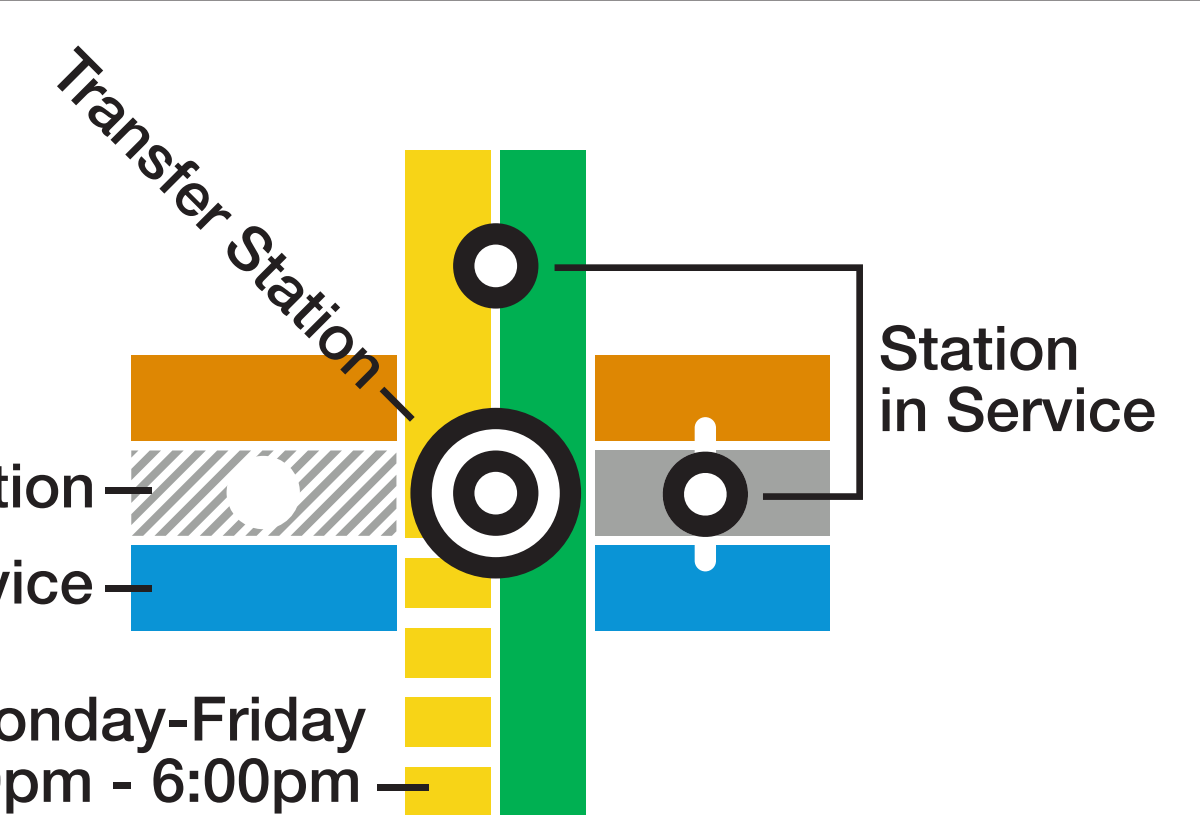 Transfer Station
Station
in Service
tion
vice
onday-Friday
pm - 6:00pm